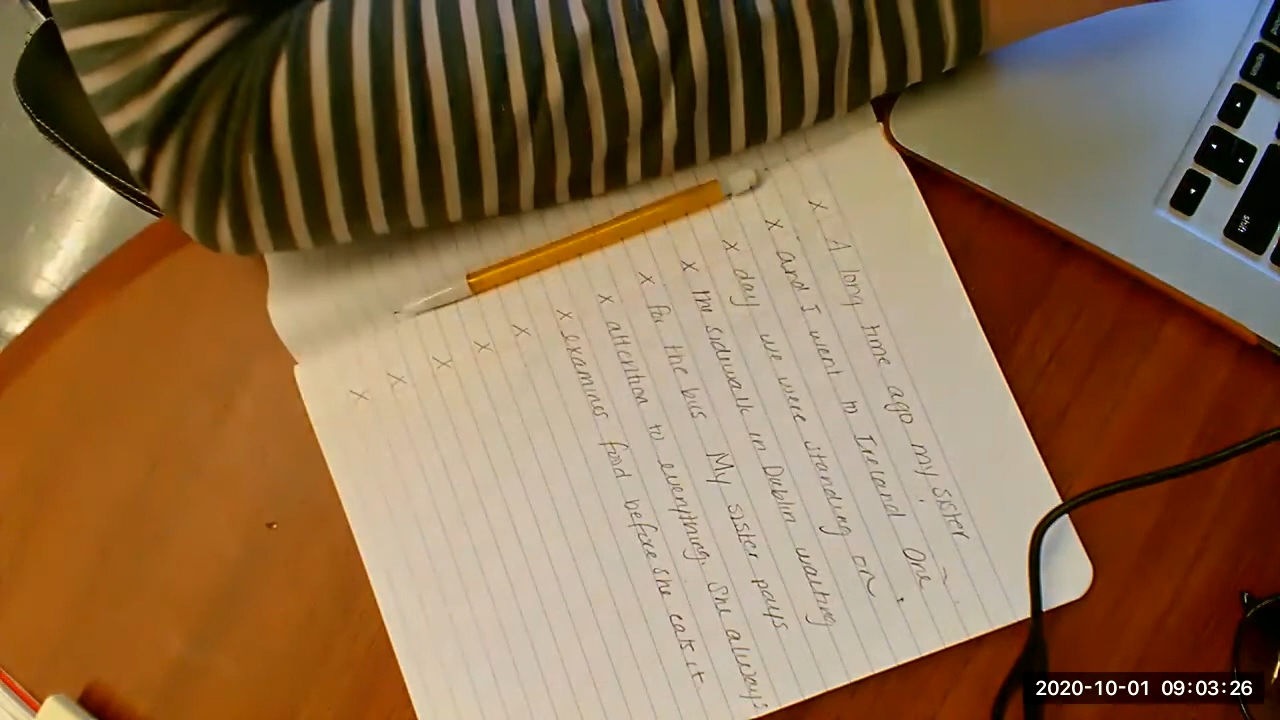 x A long time ago my sister
x and I went to Ireland One
x day we were standing on
x the sidewalk in Dublin waiting
x for the bus My sister pays
x attention to everything. She always
x examines food before she eats it
x
x
x
x
x
2020-10-01 09:03:26